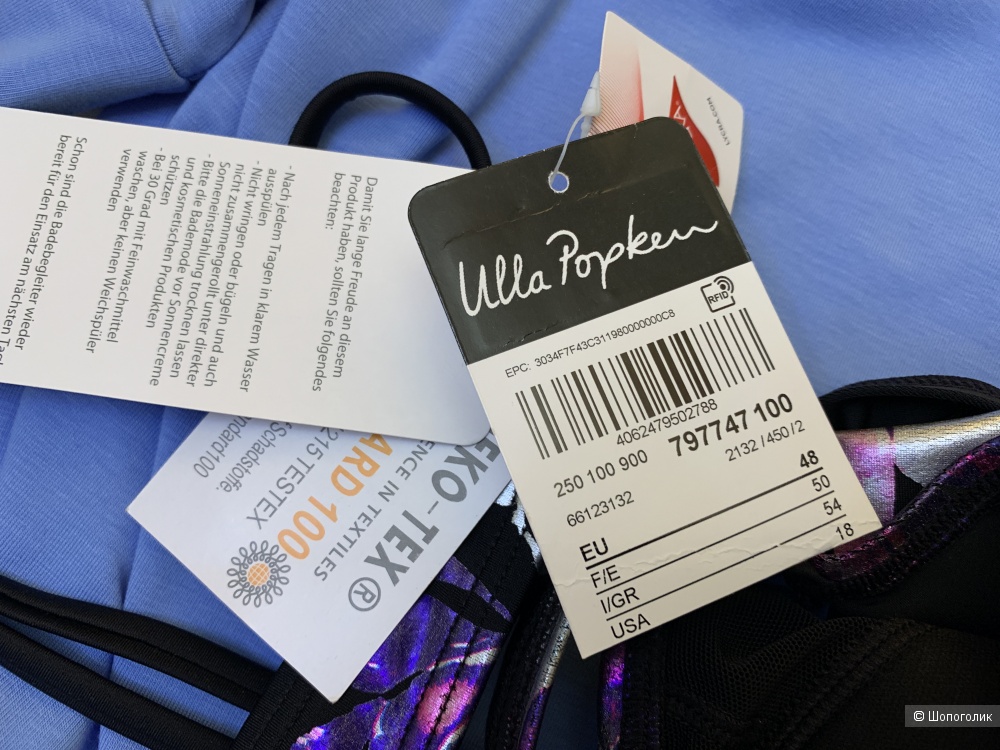 Ulla Popken
RFID
EPC: 3034F7F43C311980000000C8
4062479502788
250 100 900 797747 100
66123132 2132 / 450 / 2
EU 48
F/E 50
I/GR 54
USA 18
Damit Sie lange Freude an diesem
Produkt haben, sollten Sie folgendes
beachten:
- Nach jedem Tragen in klarem Wasser
ausspülen
- Nicht wringen oder bügeln und auch
nicht zusammengerollt unter direkter
Sonneneinstrahlung trocknen lassen
- Bitte die Bademode vor Sonnencreme
und kosmetischen Produkten
schützen
- Bei 30 Grad mit Feinwaschmittel
waschen, aber keinen Weichspüler
verwenden
Schon sind die Badebegleiter wieder
bereit für den Einsatz am nächsten Tag!
EKO-TEX®
ENCE IN TEXTILES
ARD 100
215 TESTEX
Schadstoffe.
ndard100
LYCRA.COM
© Шопоголик